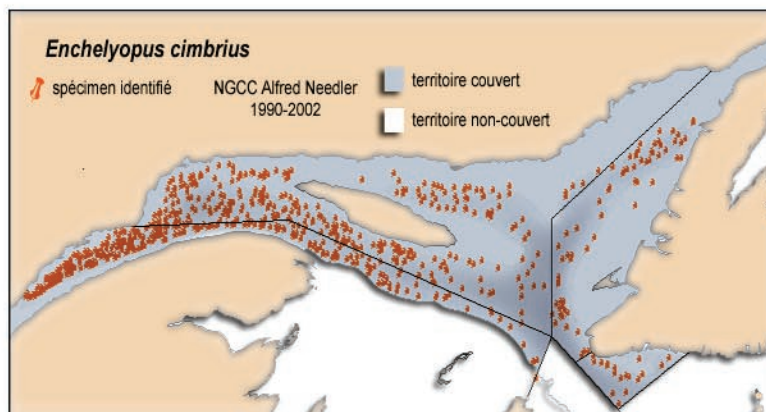 Enchelyopus cimbrius
spécimen identifié
NGCC Alfred Needler
1990-2002
territoire couvert
territoire non-couvert